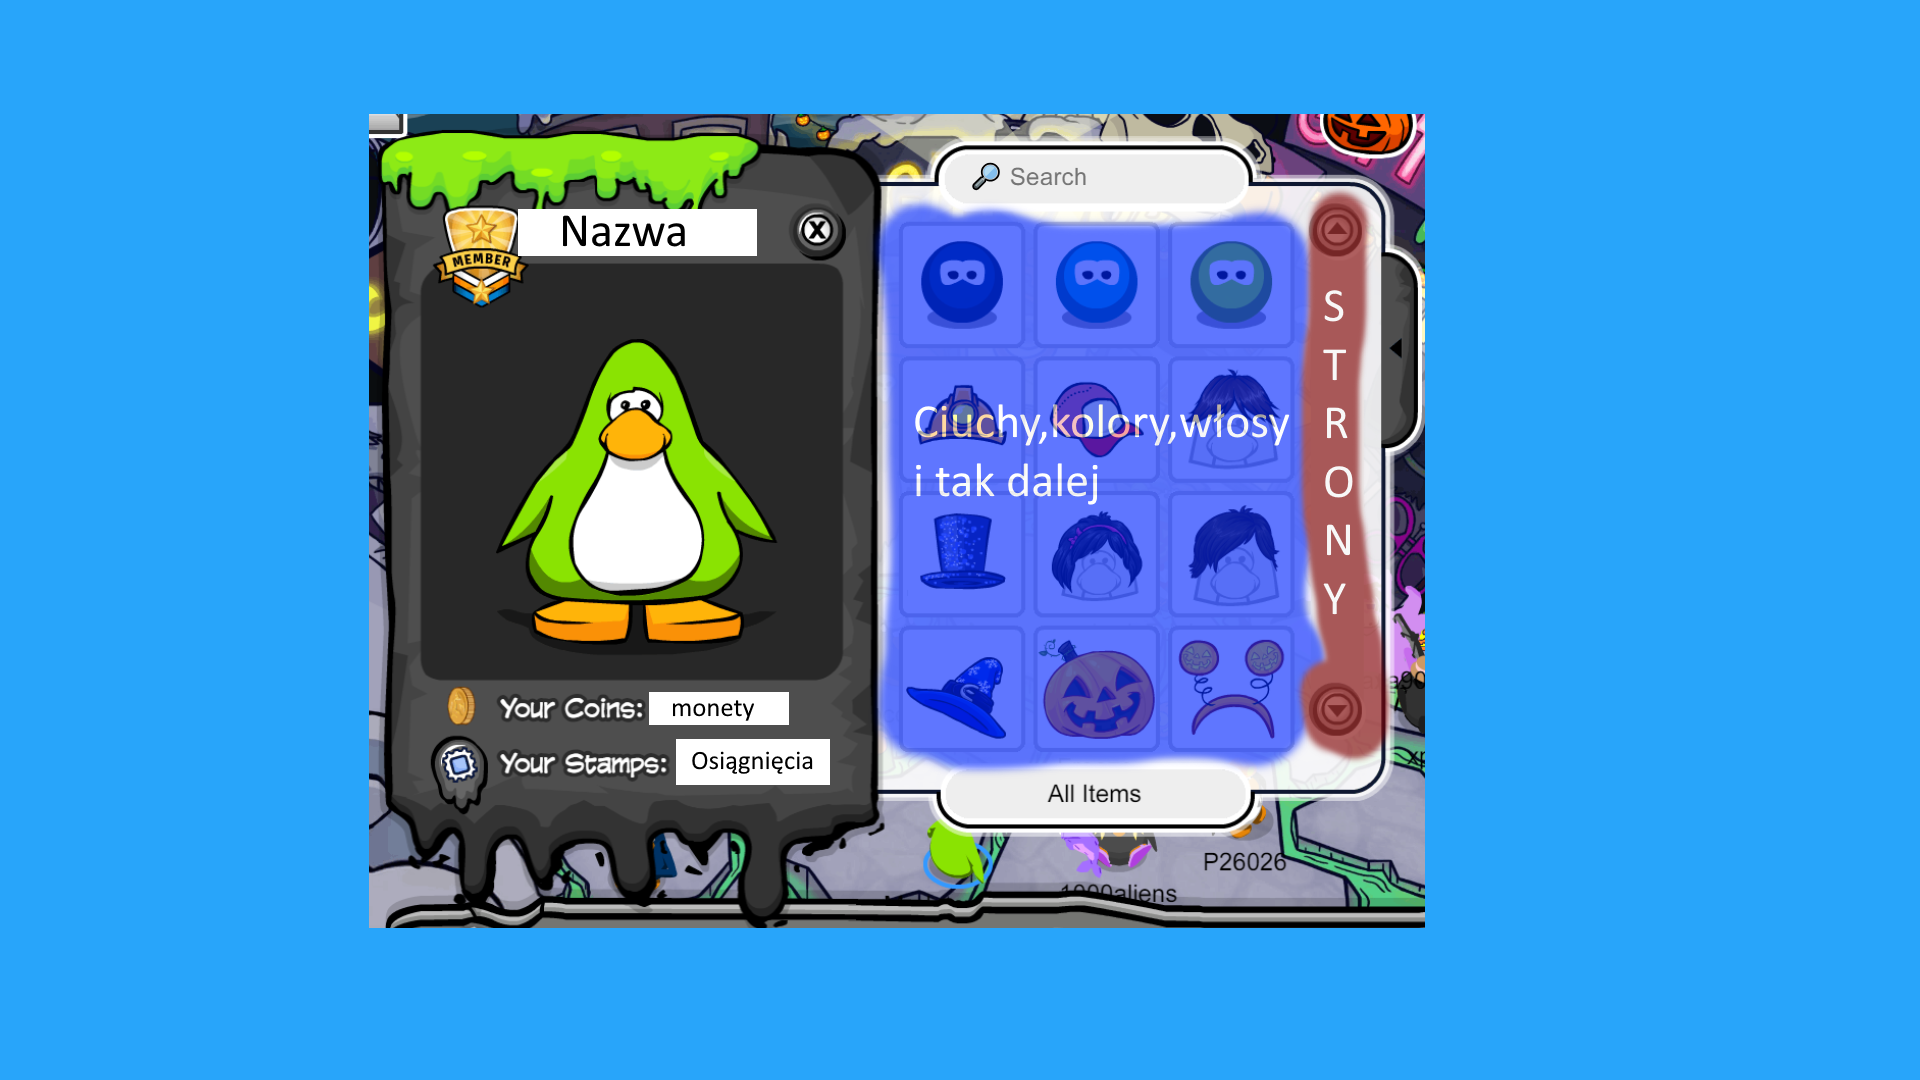 Search
Nazwa
X
MEMBER
S
T
R
O
N
Y
Ciuchy,kolory,włosy
i tak dalej
Your Coins: monety
Your Stamps: Osiągnięcia
All Items
P26026
1000aliens